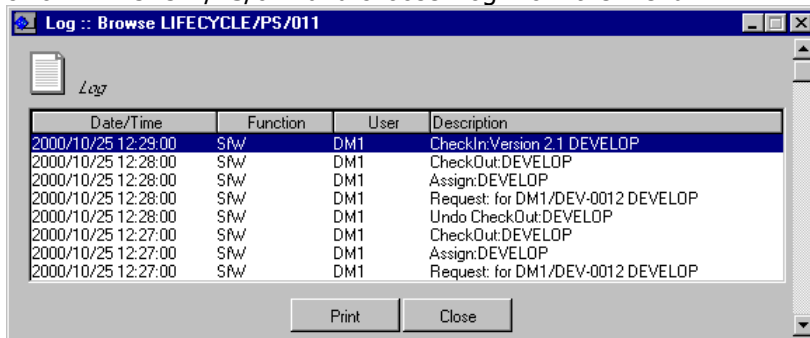 Log :: Browse LIFECYCLE/PS/011
Log
Date/Time Function User Description
2000/10/25 12:29:00 SfW DM1 CheckIn:Version 2.1 DEVELOP
2000/10/25 12:28:00 SfW DM1 CheckOut:DEVELOP
2000/10/25 12:28:00 SfW DM1 Assign:DEVELOP
2000/10/25 12:28:00 SfW DM1 Request: for DM1/DEV-0012 DEVELOP
2000/10/25 12:28:00 SfW DM1 Undo CheckOut:DEVELOP
2000/10/25 12:27:00 SfW DM1 CheckOut:DEVELOP
2000/10/25 12:27:00 SfW DM1 Assign:DEVELOP
2000/10/25 12:27:00 SfW DM1 Request: for DM1/DEV-0012 DEVELOP
Print Close